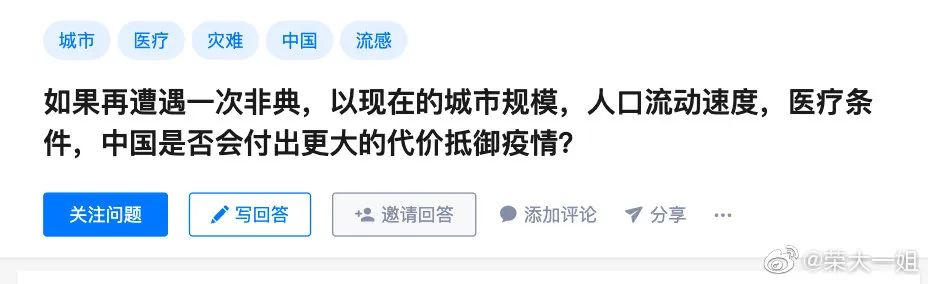 城市 医疗 灾难 中国 流感
如果再遭遇一次非典，以现在的城市规模，人口流动速度，医疗条
件，中国是否会付出更大的代价抵御疫情？
关注问题 写回答 邀请回答 添加评论 分享 ...
@荣大一姐